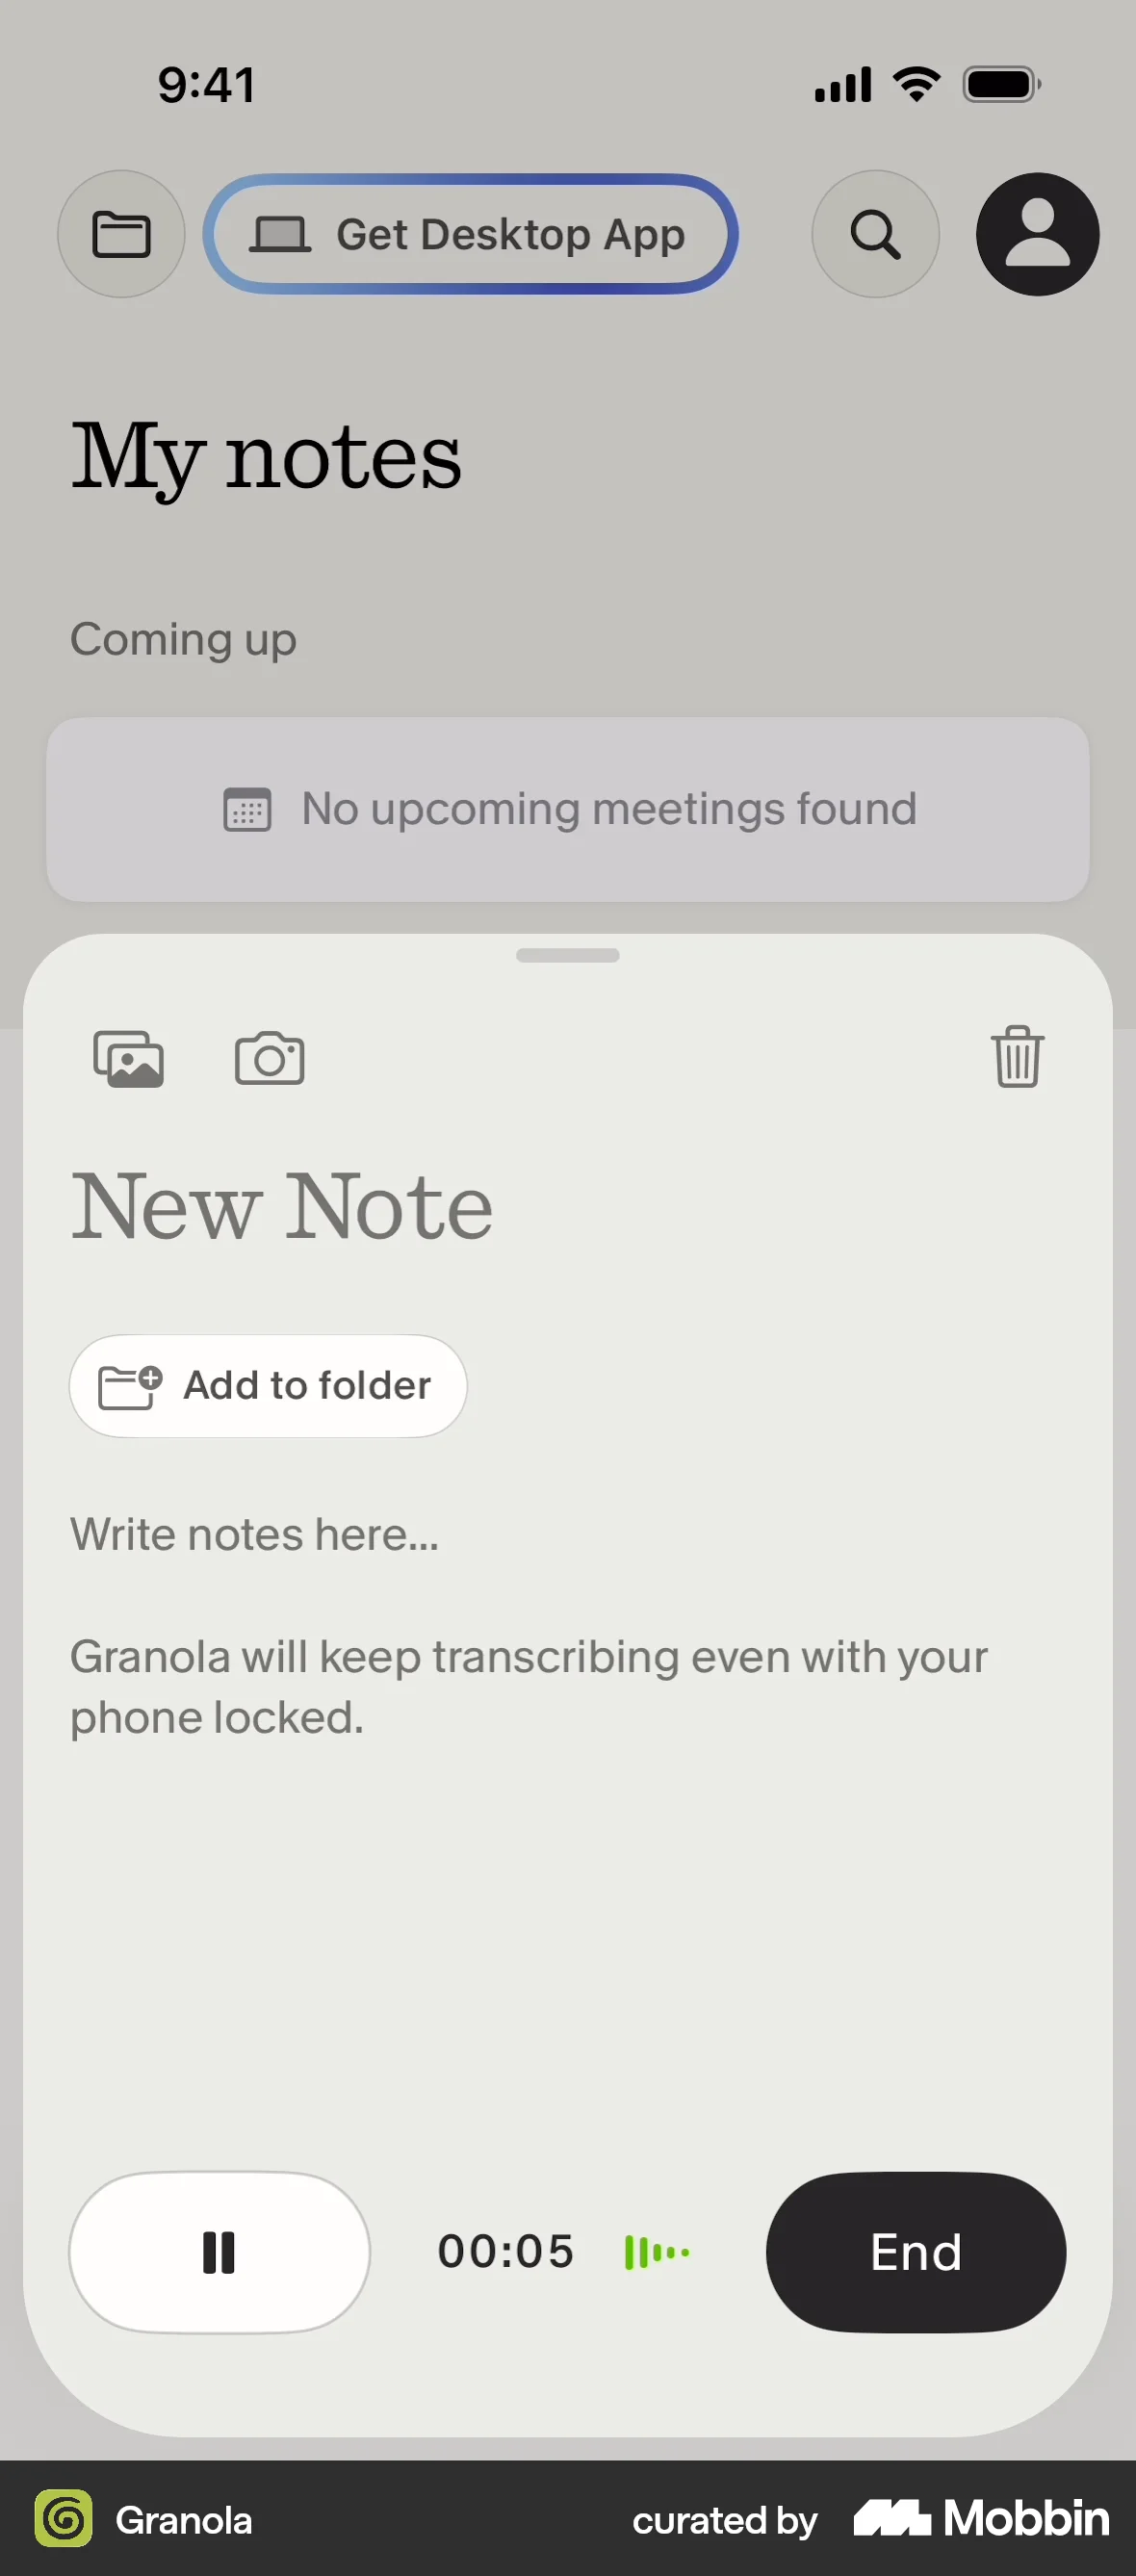 9:41
Get Desktop App
My notes
Coming up
No upcoming meetings found
New Note
Add to folder
Write notes here...
Granola will keep transcribing even with your
phone locked.
00:05
End
Granola
curated by Mobbin